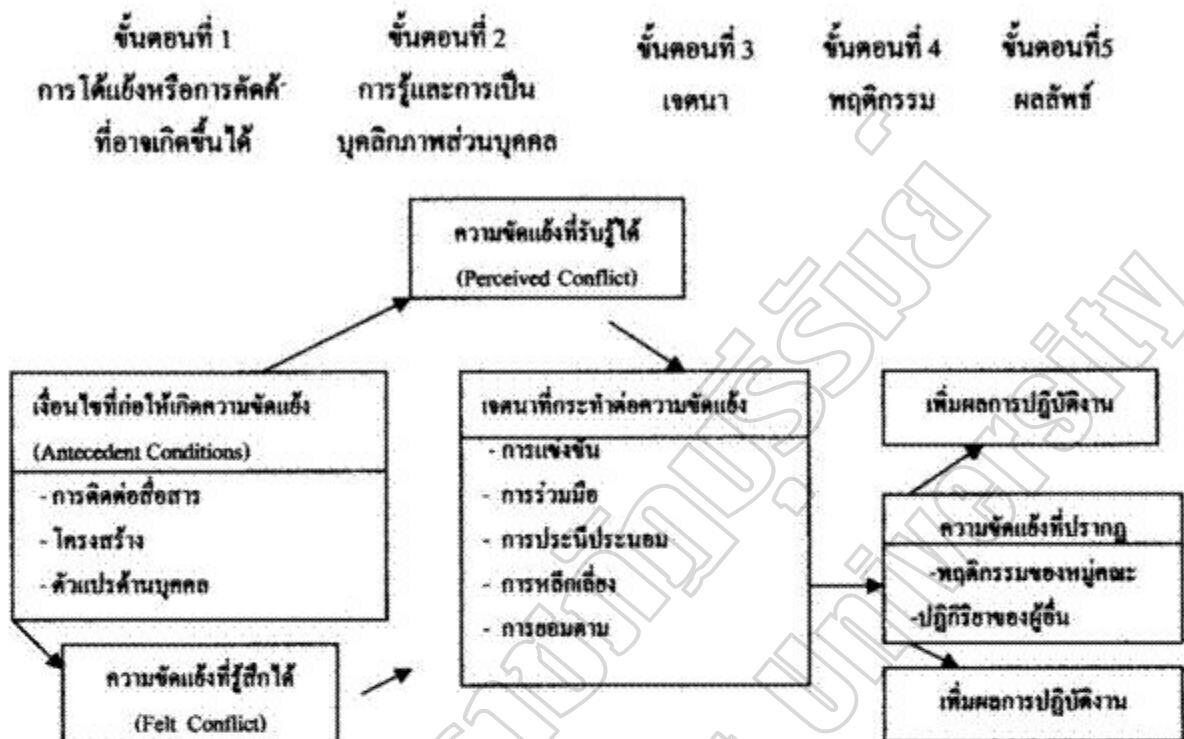 ขั้นตอนที่ 1
การโต้แย้งหรือการคัดค้
ที่อาจเกิดขึ้นได้
ขั้นตอนที่ 2
การรู้และการเป็น
บุคลิกภาพส่วนบุคคล
ขั้นตอนที่ 3
เจตนา
ขั้นตอนที่ 4
พฤติกรรม
ขั้นตอนที่5
ผลลัพธ์
ความขัดแย้งที่รับรู้ได้
(Perceived Conflict)
เงื่อนไขที่ก่อให้เกิดความขัดแย้ง
(Antecedent Conditions)
- การติดต่อสื่อสาร
- โครงสร้าง
- ตัวแปรด้านบุคคล
ความขัดแย้งที่รู้สึกได้
(Felt Conflict)
เจตนาที่กระทำต่อความขัดแย้ง
- การแข่งขัน
- การร่วมมือ
- การประนีประนอม
- การหลีกเลี่ยง
- การยอมตาม
เพิ่มผลการปฏิบัติงาน
ความขัดแย้งที่ปรากฏ
-พฤติกรรมของหมู่คณะ
-ปฏิกิริยาของผู้อื่น
เพิ่มผลการปฏิบัติงาน
University